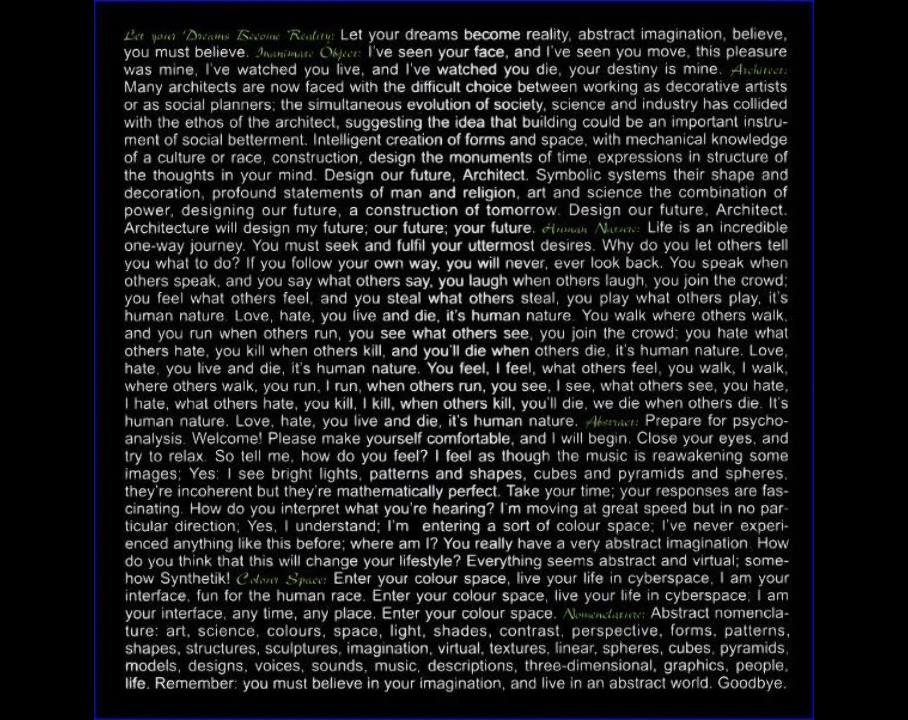 Let your Dreams Become Reality: Let your dreams become reality, abstract imagination, believe,
you must believe. Inanimate Object: I've seen your face, and I've seen you move, this pleasure
was mine, I've watched you live, and I've watched you die, your destiny is mine. Architect:
Many architects are now faced with the difficult choice between working as decorative artists
or as social planners; the simultaneous evolution of society, science and industry has collided
with the ethos of the architect, suggesting the idea that building could be an important instru-
ment of social betterment. Intelligent creation of forms and space, with mechanical knowledge
of a culture or race, construction, design the monuments of time, expressions in structure of
the thoughts in your mind. Design our future, Architect. Symbolic systems their shape and
decoration, profound statements of man and religion, art and science the combination of
power, designing our future, a construction of tomorrow. Design our future, Architect.
Architecture will design my future; our future; your future. Human Nature: Life is an incredible
one-way journey. You must seek and fulfil your uttermost desires. Why do you let others tell
you what to do? If you follow your own way, you will never, ever look back. You speak when
others speak, and you say what others say, you laugh when others laugh, you join the crowd;
you feel what others feel, and you steal what others steal, you play what others play, it's
human nature. Love, hate, you live and die, it's human nature. You walk where others walk,
and you run when others run, you see what others see, you join the crowd; you hate what
others hate, you kill when others kill, and you'll die when others die, it's human nature. Love,
hate, you live and die, it's human nature. You feel, I feel, what others feel, you walk, I walk,
where others walk, you run, I run, when others run, you see, I see, what others see, you hate,
I hate, what others hate, you kill, I kill, when others kill, you'll die, we die when others die. It's
human nature. Love, hate, you live and die, it's human nature. Abstract: Prepare for psycho-
analysis. Welcome! Please make yourself comfortable, and I will begin. Close your eyes, and
try to relax. So tell me, how do you feel? I feel as though the music is reawakening some
images; Yes: I see bright lights, patterns and shapes, cubes and pyramids and spheres,
they're incoherent but they're mathematically perfect. Take your time; your responses are fas-
cinating. How do you interpret what you're hearing? I'm moving at great speed but in no par-
ticular direction; Yes, I understand; I'm entering a sort of colour space; I've never experi-
enced anything like this before; where am I? You really have a very abstract imagination. How
do you think that this will change your lifestyle? Everything seems abstract and virtual; some-
how Synthetik! Colour Space: Enter your colour space, live your life in cyberspace, I am your
interface, fun for the human race. Enter your colour space, live your life in cyberspace; I am
your interface, any time, any place. Enter your colour space. Nomenclature: Abstract nomencla-
ture: art, science, colours, space, light, shades, contrast, perspective, forms, patterns,
shapes, structures, sculptures, imagination, virtual, textures, linear, spheres, cubes, pyramids,
models, designs, voices, sounds, music, descriptions, three-dimensional, graphics, people,
life. Remember: you must believe in your imagination, and live in an abstract world. Goodbye.